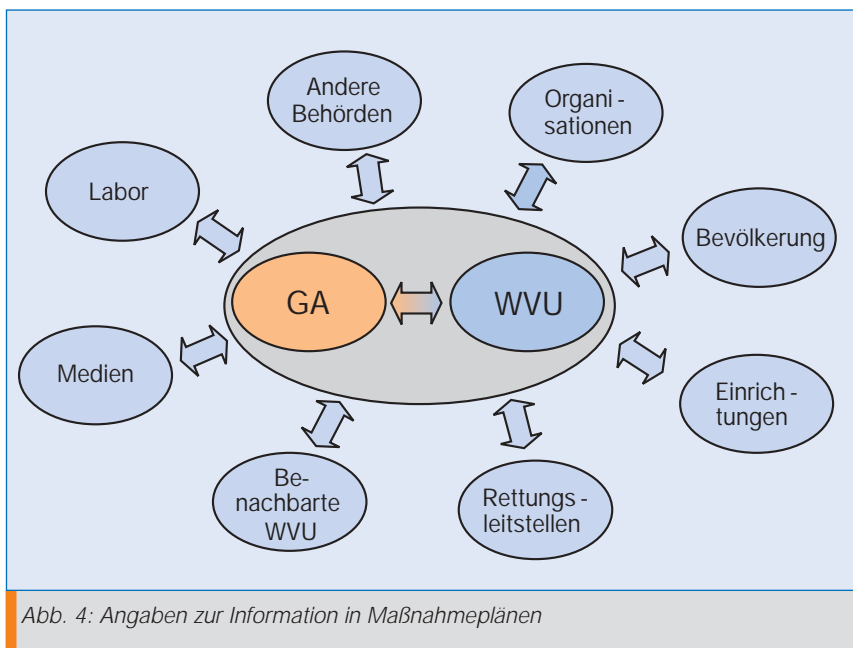 Andere
Behörden
Organi -
sationen
Labor
Bevölkerung
GA
WVU
Medien
Einrich -
tungen
Be-
nachbarte
WVU
Rettungs -
leitstellen
Abb. 4: Angaben zur Information in Maßnahmeplänen